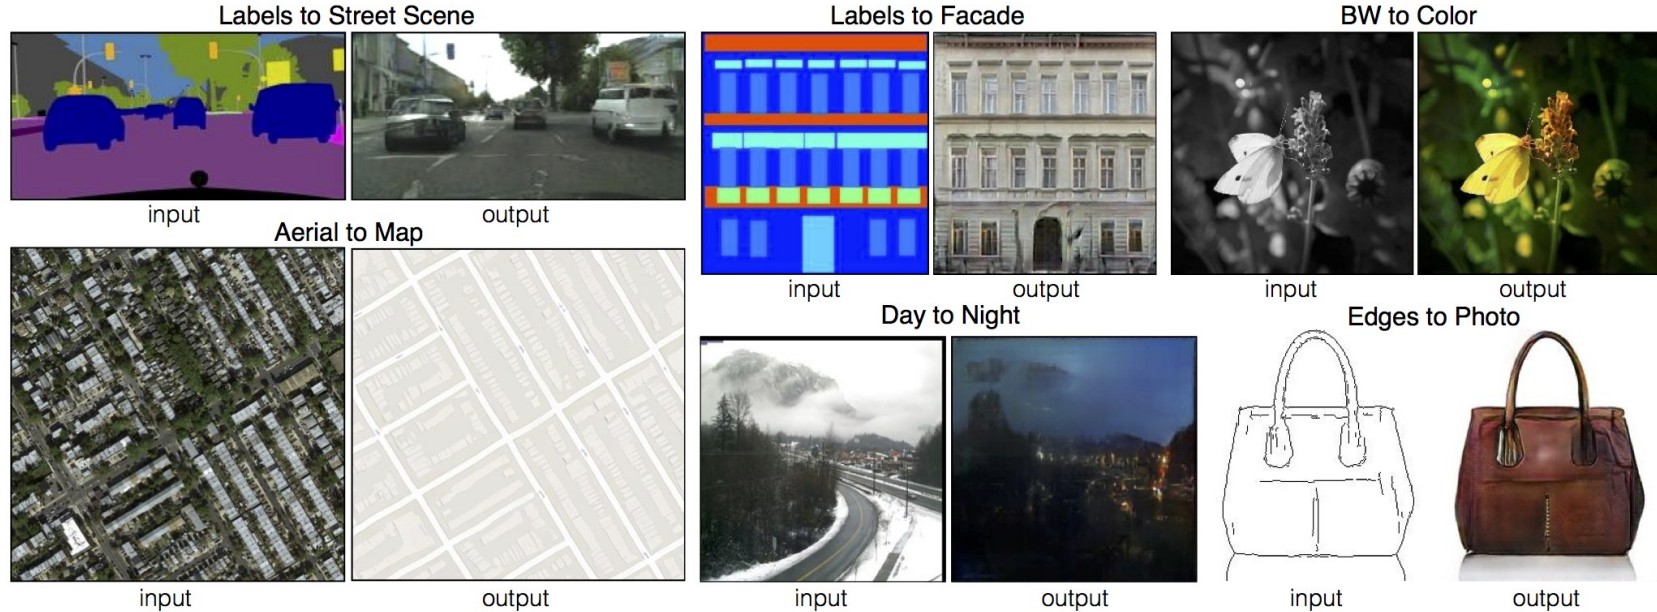 Labels to Street Scene
input
output
Aerial to Map
input
output
Labels to Facade
input
output
BW to Color
input
output
Day to Night
input
output
Edges to Photo
input
output